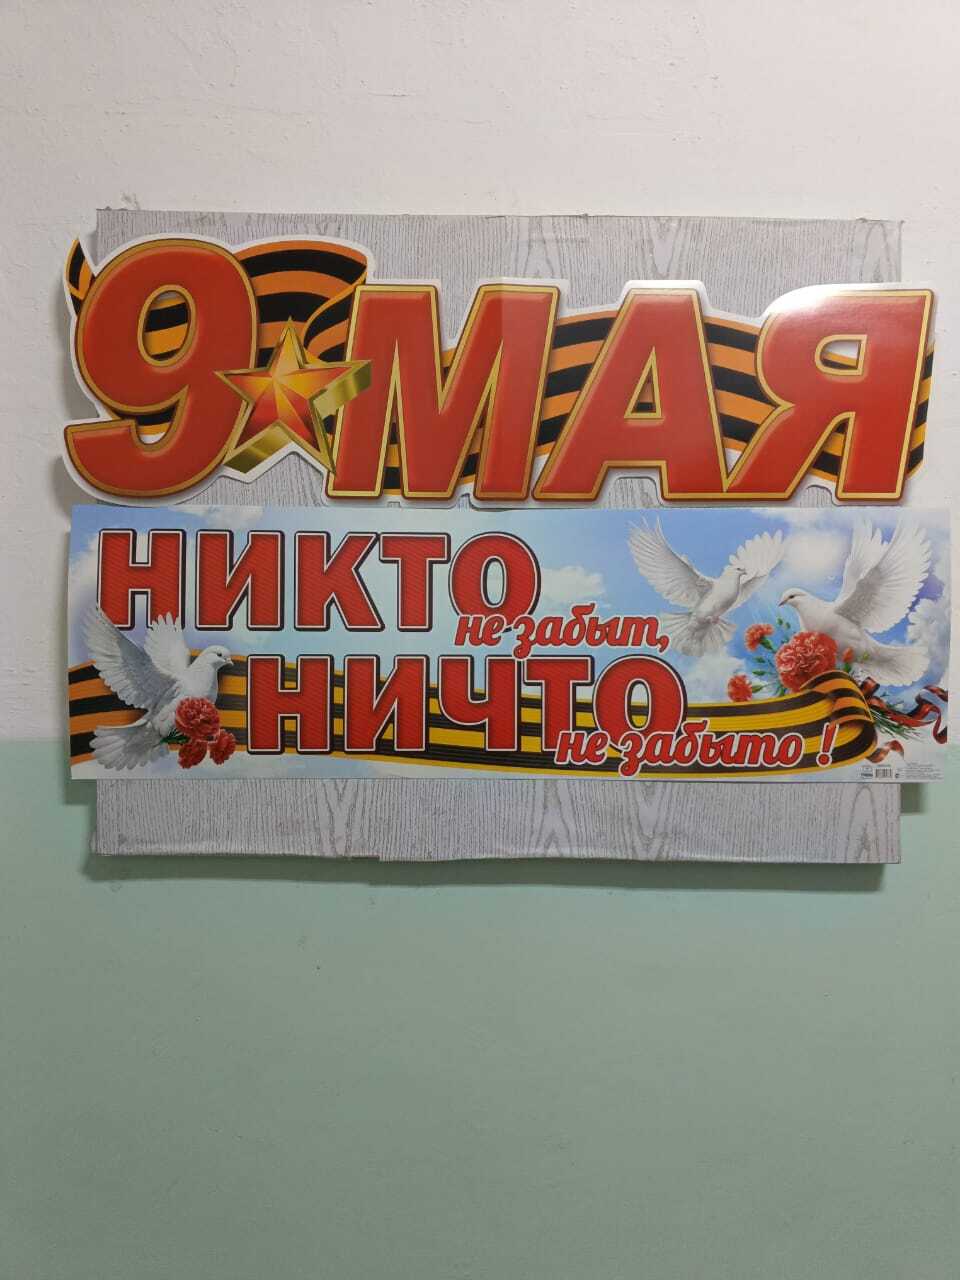 9 МАЯ
НИКТО
не забыт,
НИЧТО
не забыто !